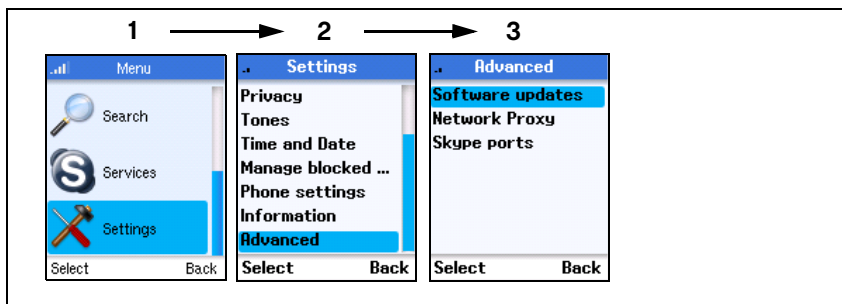 1 2 3
Menu
Search
Services
Settings
Select Back
Settings
Privacy
Tones
Time and Date
Manage blocked ...
Phone settings
Information
Advanced
Select Back
Advanced
Software updates
Network Proxy
Skype ports
Select Back